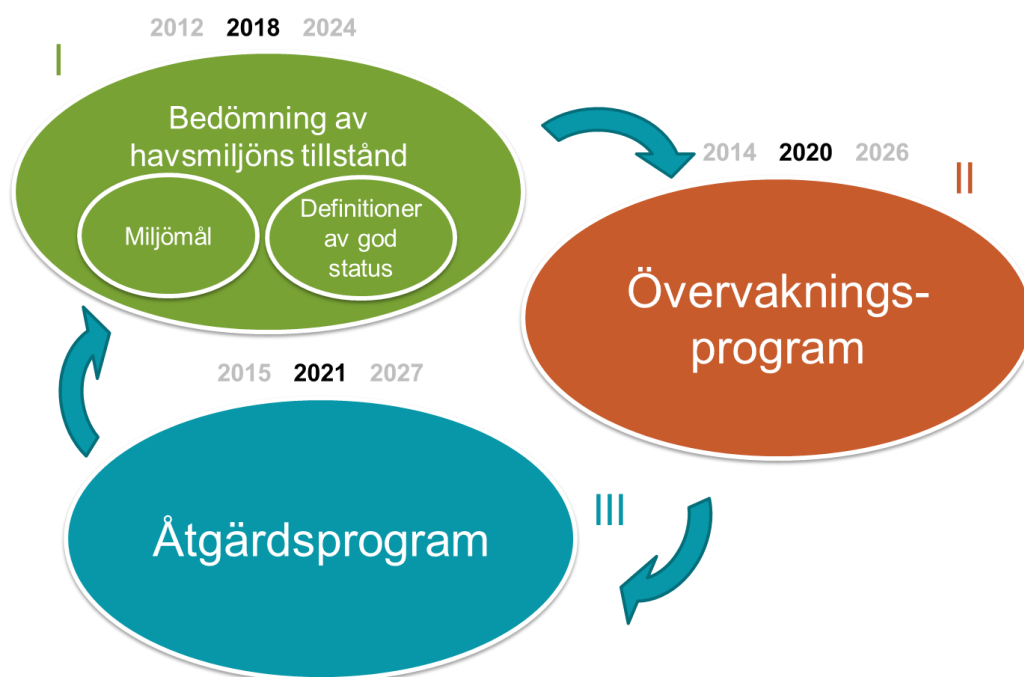 2012 2018 2024
I
Bedömning av
havsmiljöns tillstånd
Miljömål
Definitioner
av god
status
2014 2020 2026
II
Övervaknings-
program
2015 2021 2027
III
Åtgärdsprogram